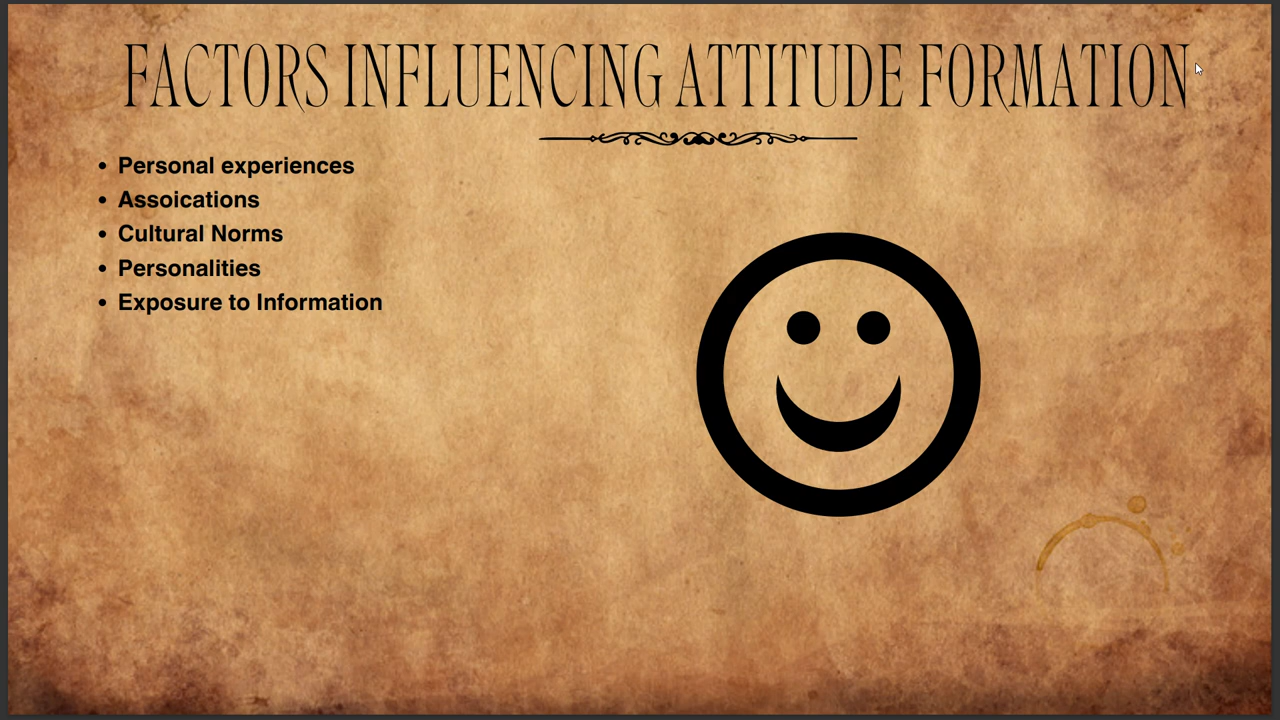 FACTORS INFLUENCING ATTITUDE FORMATION
• Personal experiences
• Assoications
• Cultural Norms
• Personalities
• Exposure to Information